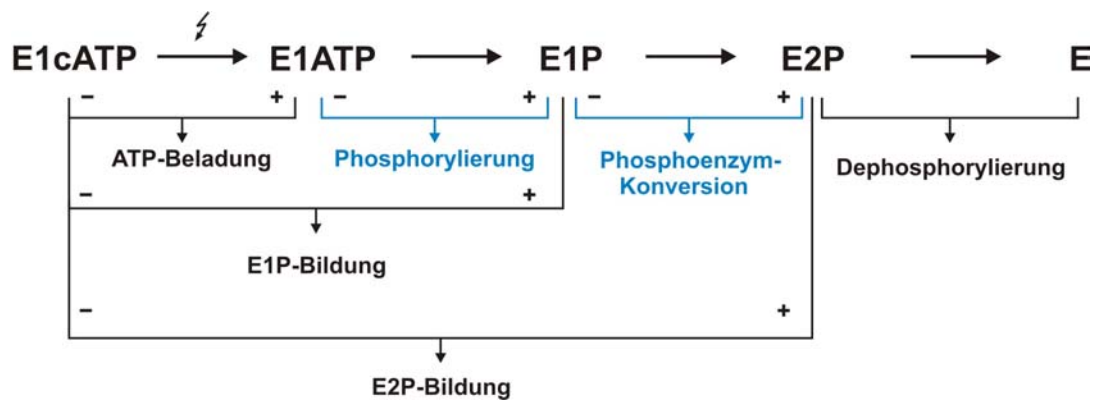 E1cATP E1ATP E1P E2P E
− + − + − +
ATP-Beladung Phosphorylierung Phosphoenzym-
Konversion Dephosphorylierung
− +
E1P-Bildung
− +
E2P-Bildung